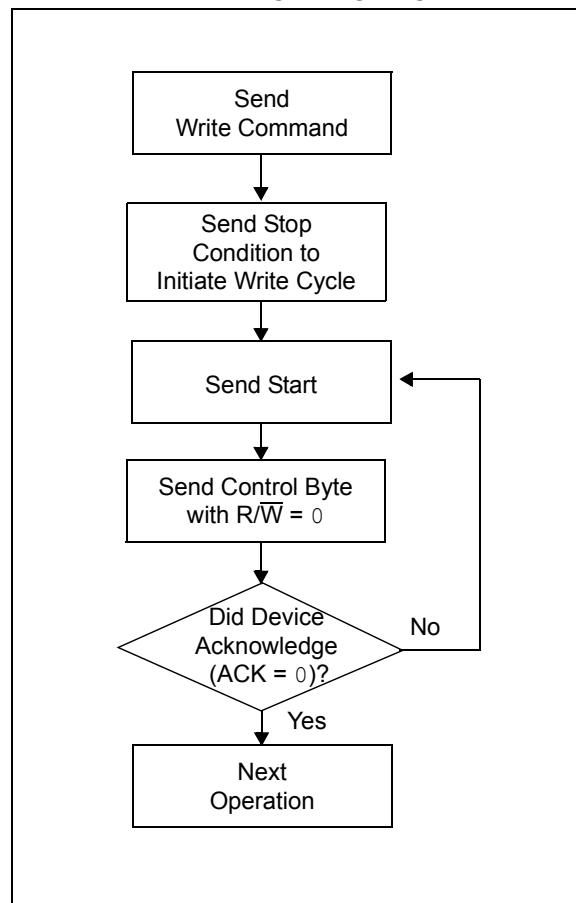 Send
Write Command
Send Stop
Condition to
Initiate Write Cycle
Send Start
Send Control Byte
with R/W̅ = 0
Did Device
Acknowledge
(ACK = 0)?
No
Yes
Next
Operation